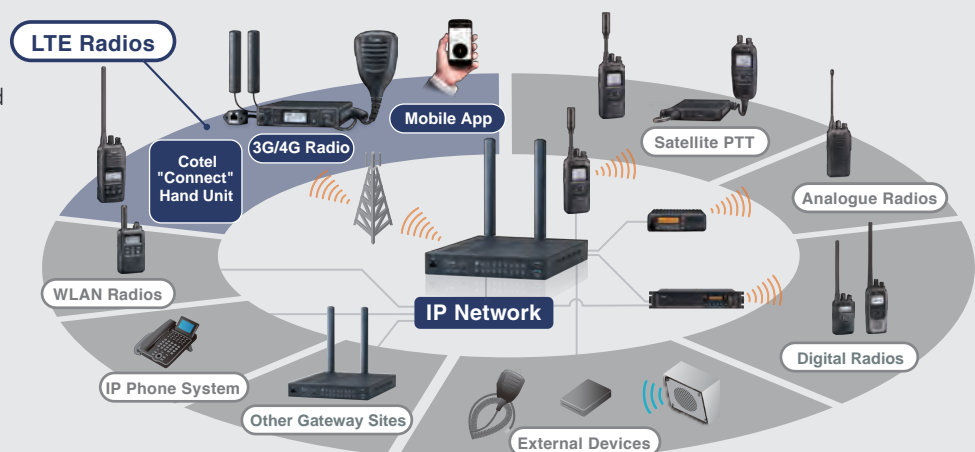 LTE Radios
d
Mobile App
3G/4G Radio
Cotel
"Connect"
Hand Unit
Satellite PTT
Analogue Radios
WLAN Radios
IP Network
IP Phone System
Digital Radios
Other Gateway Sites
External Devices